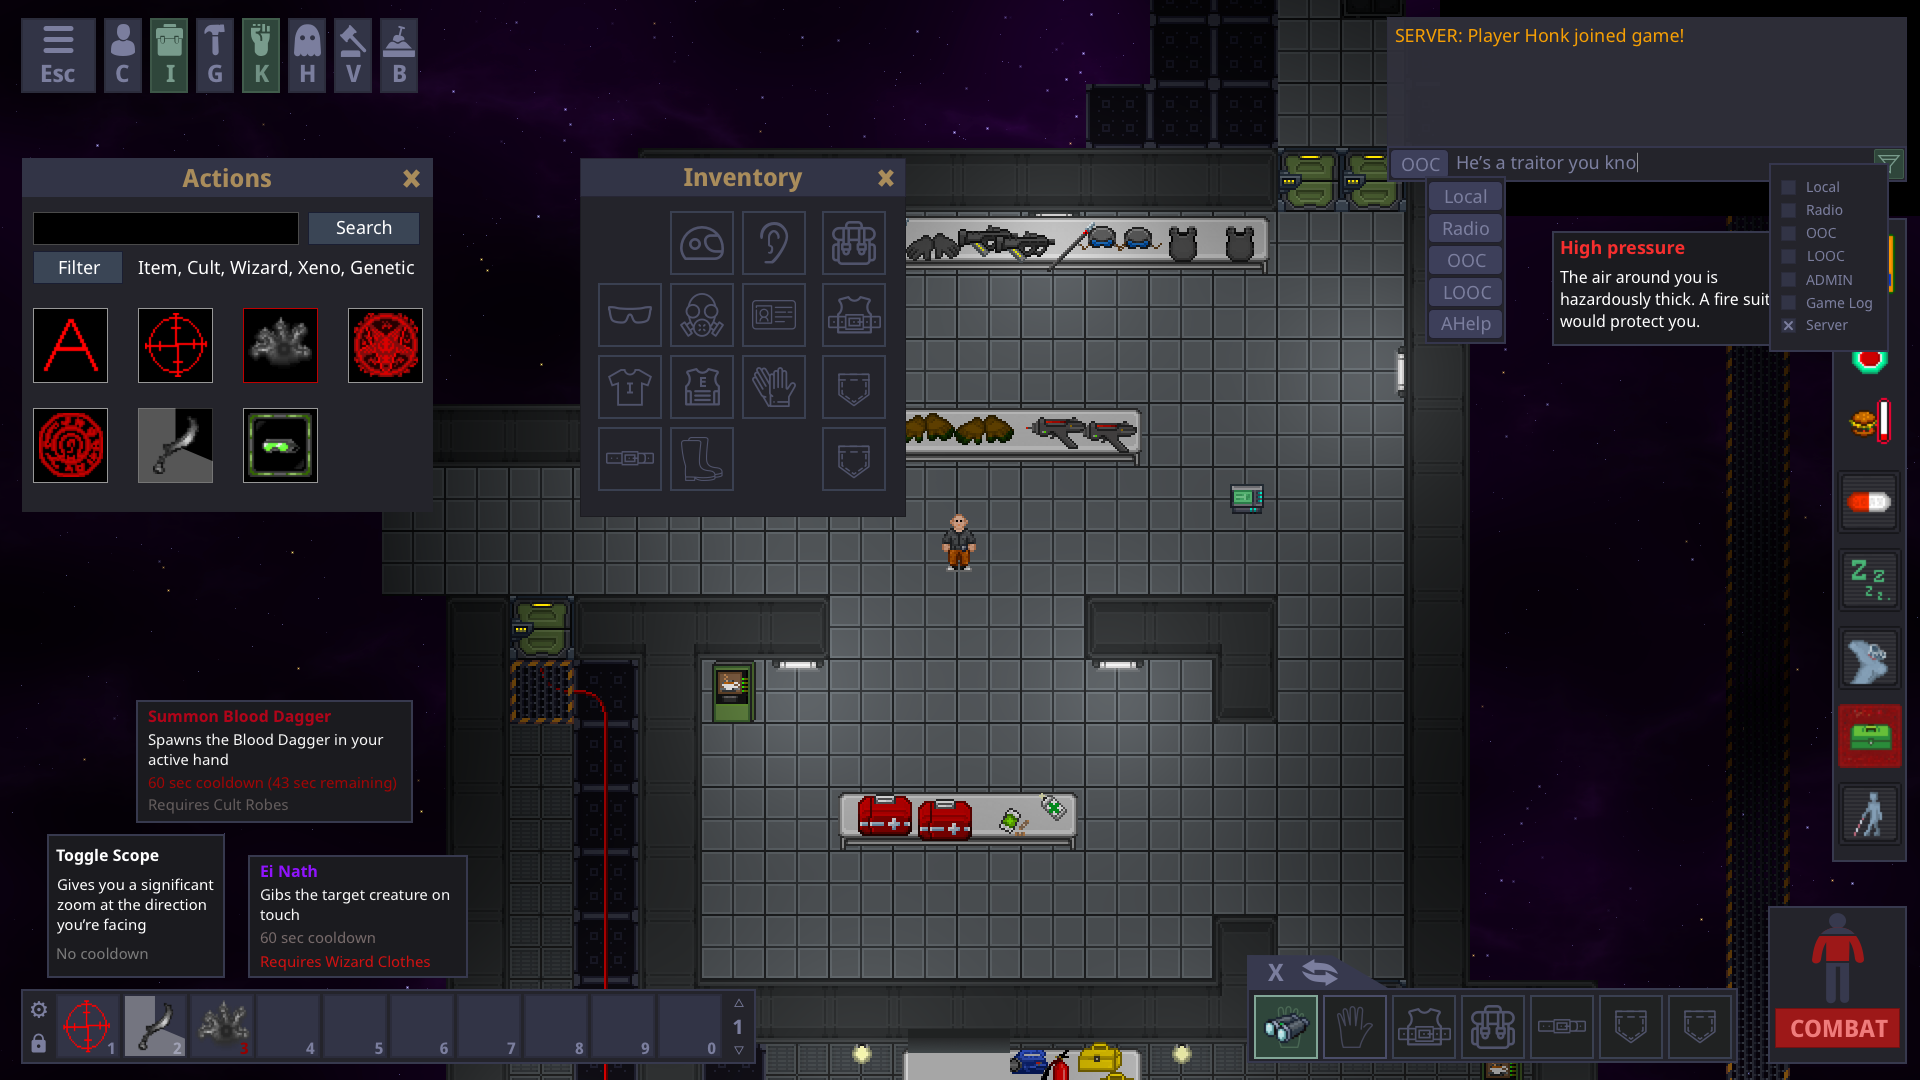 Esc
C
I
G
K
H
V
B
SERVER: Player Honk joined game!
OOC
He's a traitor you kno
Local
Radio
OOC
LOOC
AHelp
Local
Radio
OOC
LOOC
ADMIN
Game Log
Server
High pressure
The air around you is
hazardously thick. A fire suit
would protect you.
Actions
Search
Filter
Item, Cult, Wizard, Xeno, Genetic
Inventory
I
E
Summon Blood Dagger
Spawns the Blood Dagger in your
active hand
60 sec cooldown (43 sec remaining)
Requires Cult Robes
Toggle Scope
Gives you a significant
zoom at the direction
you're facing
No cooldown
Ei Nath
Gibs the target creature on
touch
60 sec cooldown
Requires Wizard Clothes
1
2
3
4
5
6
7
8
9
0
1
X
COMBAT